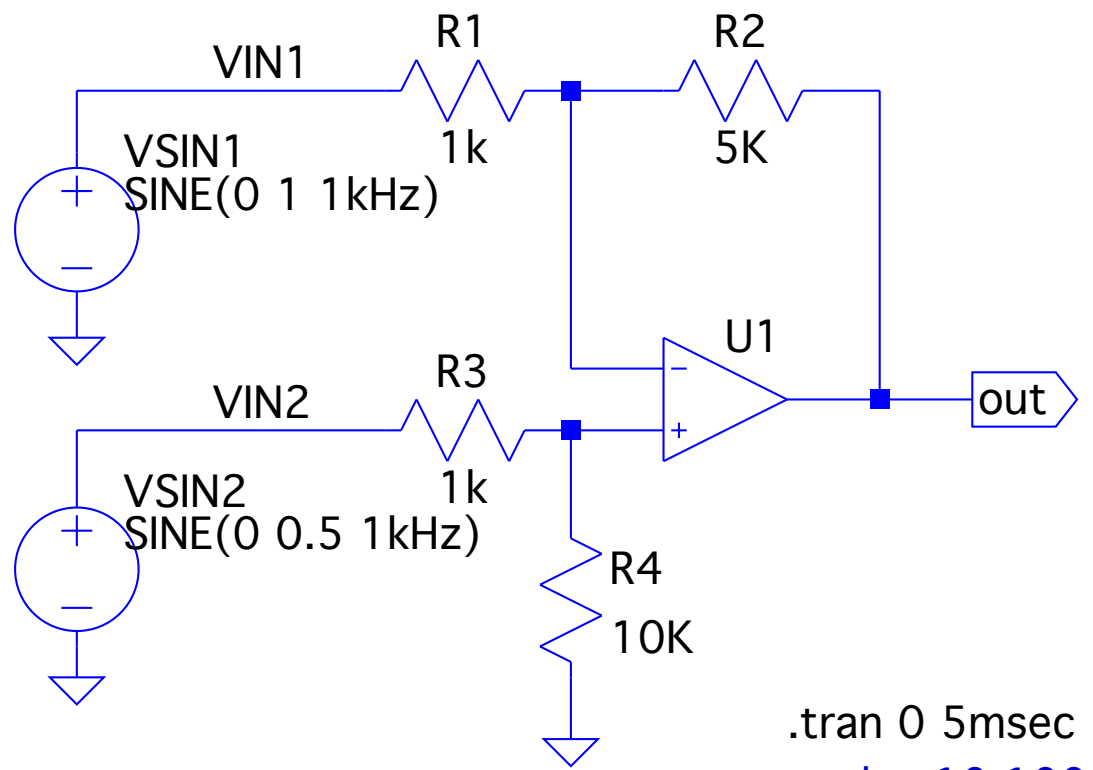 R1
R2
VIN1
1k
5K
VSIN1
SINE(0 1 1kHz)
U1
R3
VIN2
out
1k
VSIN2
SINE(0 0.5 1kHz)
R4
10K
.tran 0 5msec